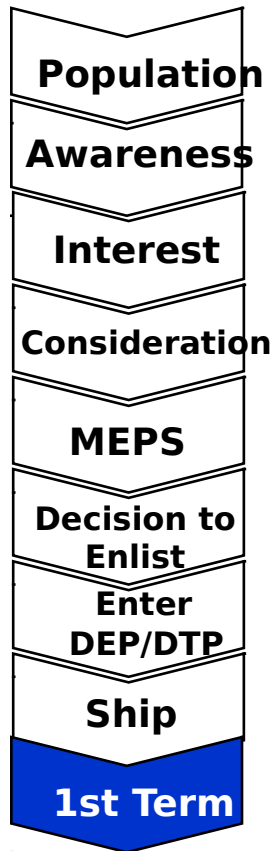 Population
Awareness
Interest
Consideration
MEPS
Decision to
Enlist
Enter
DEP/DTP
Ship
1st Term